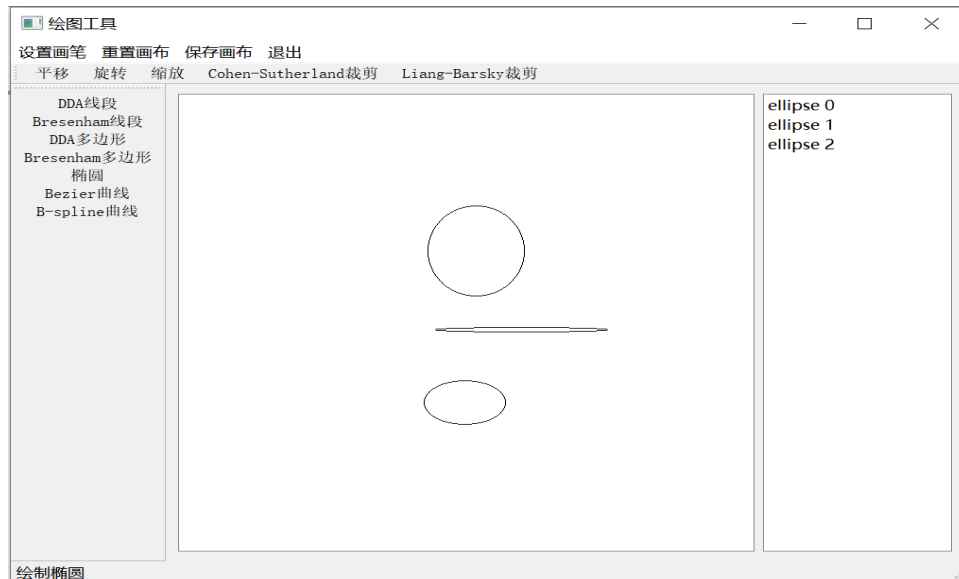 绘图工具
设置画笔 重置画布 保存画布 退出
平移 旋转 缩放 Cohen-Sutherland裁剪 Liang-Barsky裁剪
DDA线段
Bresenham线段
DDA多边形
Bresenham多边形
椭圆
Bezier曲线
B-spline曲线
ellipse 0
ellipse 1
ellipse 2
绘制椭圆